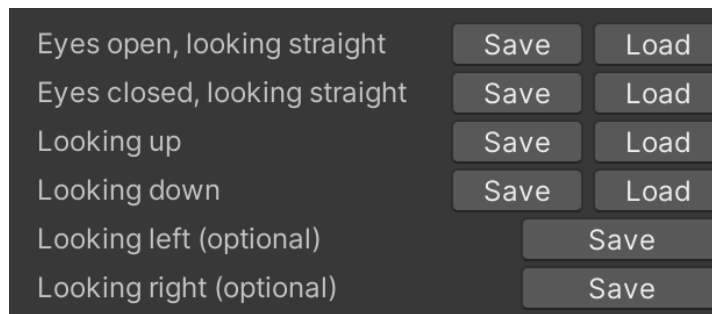 Eyes open, looking straight Save Load
Eyes closed, looking straight Save Load
Looking up Save Load
Looking down Save Load
Looking left (optional) Save
Looking right (optional) Save